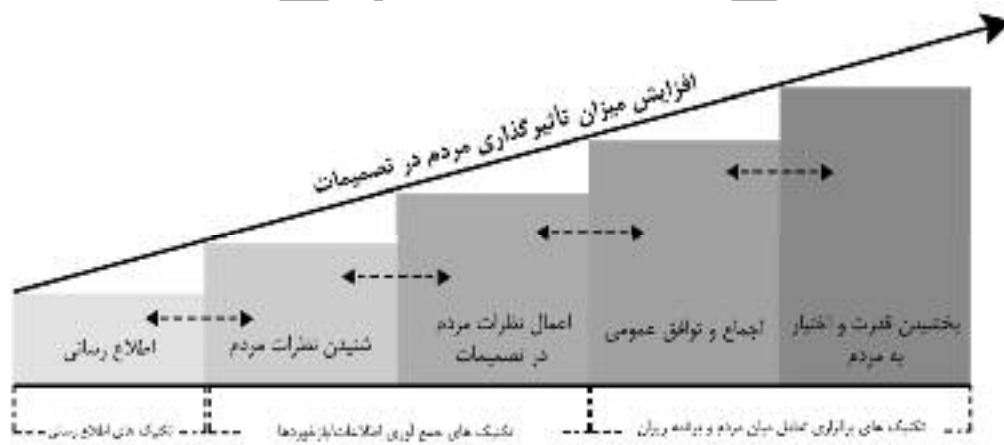 افزایش میزان تأثیرگذاری مردم در تصمیمات
بخشیدن قدرت و اختیار
به مردم
اجماع و توافق عمومی
اعمال نظرات مردم
در تصمیمات
شنیدن نظرات مردم
اطلاع رسانی
تکنیک های برقراری تعامل میان مردم و برنامه ریزان
تکنیک های جمع آوری اطلاعات/بازخوردها
تکنیک های اطلاع رسانی